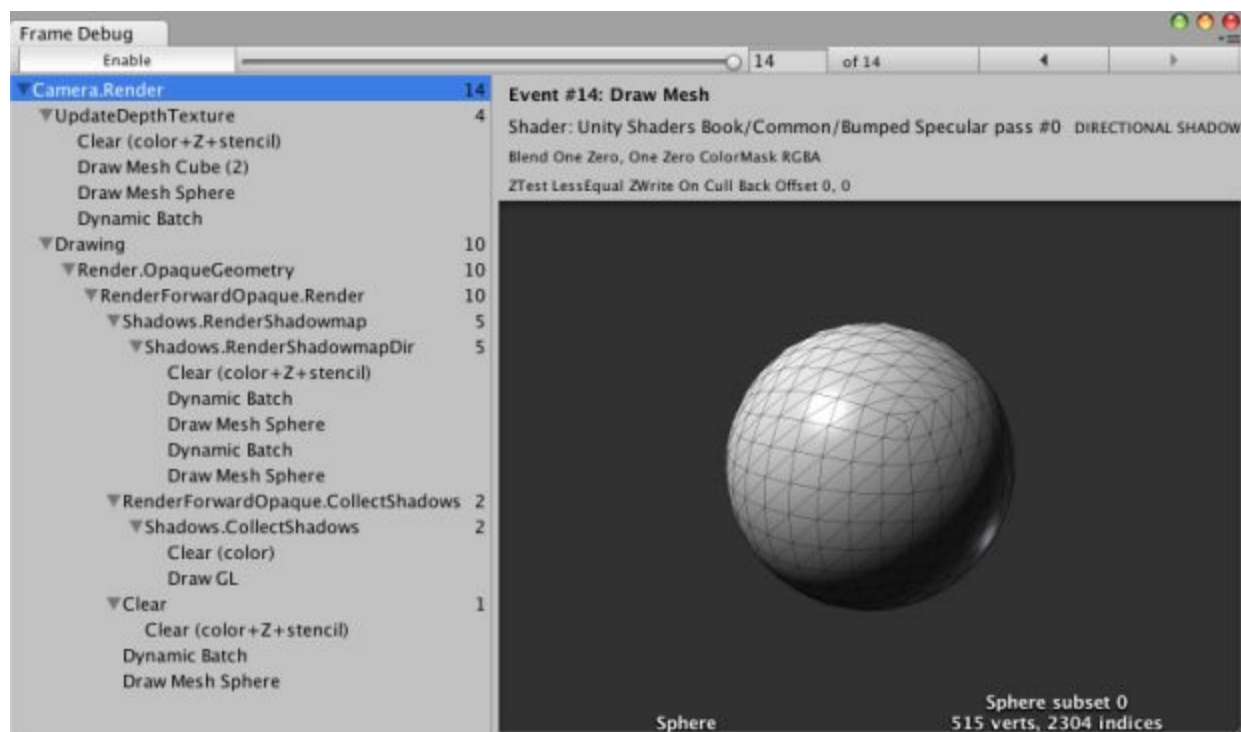 Frame Debug
Enable 14 of 14
Camera.Render 14
UpdateDepthTexture 4
Clear (color+Z+stencil)
Draw Mesh Cube (2)
Draw Mesh Sphere
Dynamic Batch
Drawing 10
Render.OpaqueGeometry 10
RenderForwardOpaque.Render 10
Shadows.RenderShadowmap 5
Shadows.RenderShadowmapDir 5
Clear (color+Z+stencil)
Dynamic Batch
Draw Mesh Sphere
Dynamic Batch
Draw Mesh Sphere
RenderForwardOpaque.CollectShadows 2
Shadows.CollectShadows 2
Clear (color)
Draw GL
Clear 1
Clear (color+Z+stencil)
Dynamic Batch
Draw Mesh Sphere
Event #14: Draw Mesh
Shader: Unity Shaders Book/Common/Bumped Specular pass #0 DIRECTIONAL SHADOW
Blend One Zero, One Zero ColorMask RGBA
ZTest LessEqual ZWrite On Cull Back Offset 0, 0
Sphere subset 0
Sphere 515 verts, 2304 indices